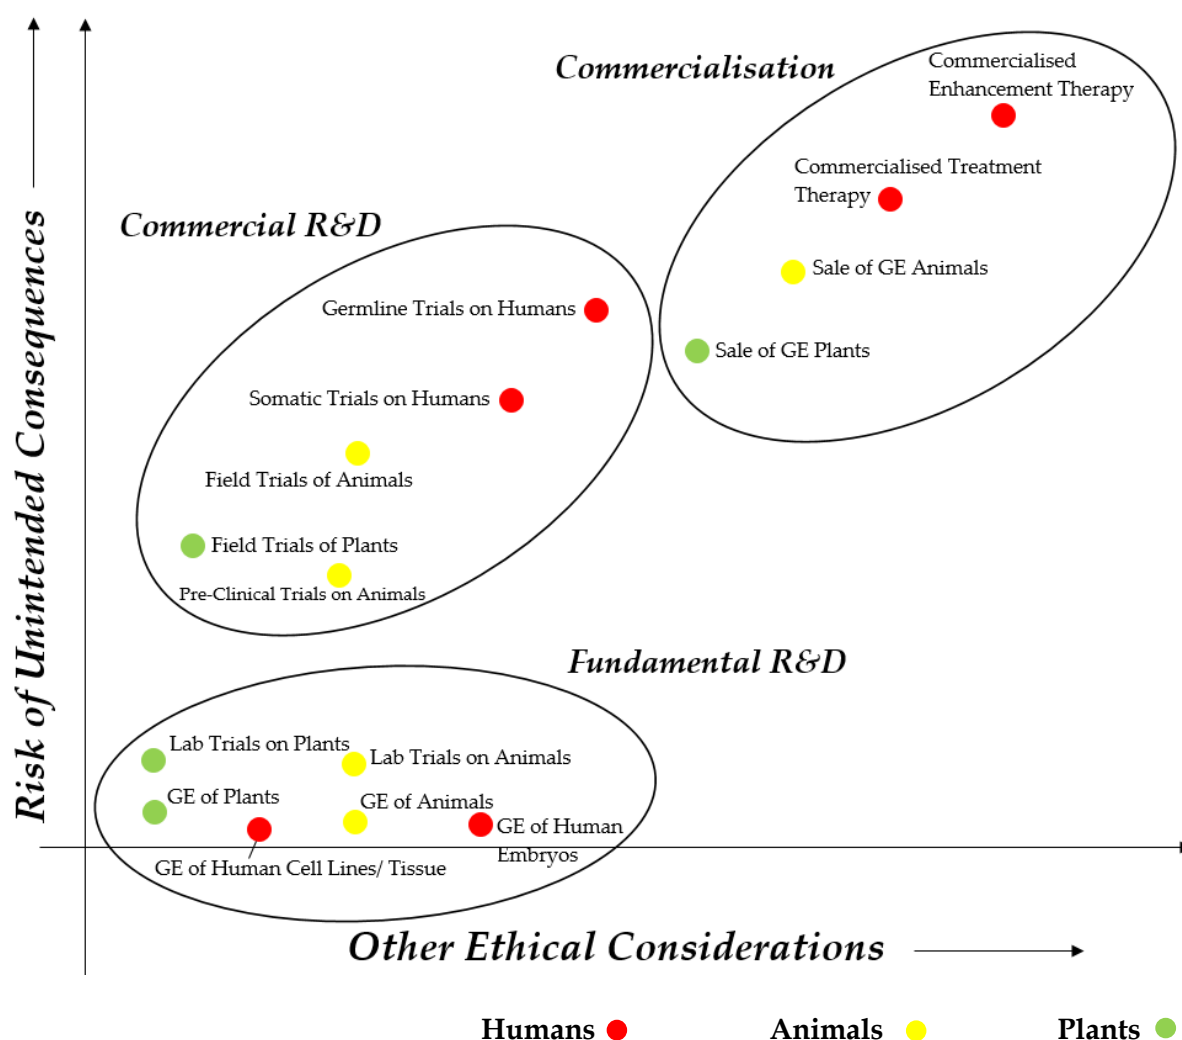 Commercialisation
Commercialised
Enhancement Therapy
Commercialised Treatment
Therapy
Sale of GE Animals
Sale of GE Plants
Commercial R&D
Germline Trials on Humans
Somatic Trials on Humans
Field Trials of Animals
Field Trials of Plants
Pre-Clinical Trials on Animals
Fundamental R&D
Lab Trials on Plants
Lab Trials on Animals
GE of Plants
GE of Animals
GE of Human
Embryos
GE of Human Cell Lines/ Tissue
Risk of Unintended Consequences
Other Ethical Considerations
Humans
Animals
Plants